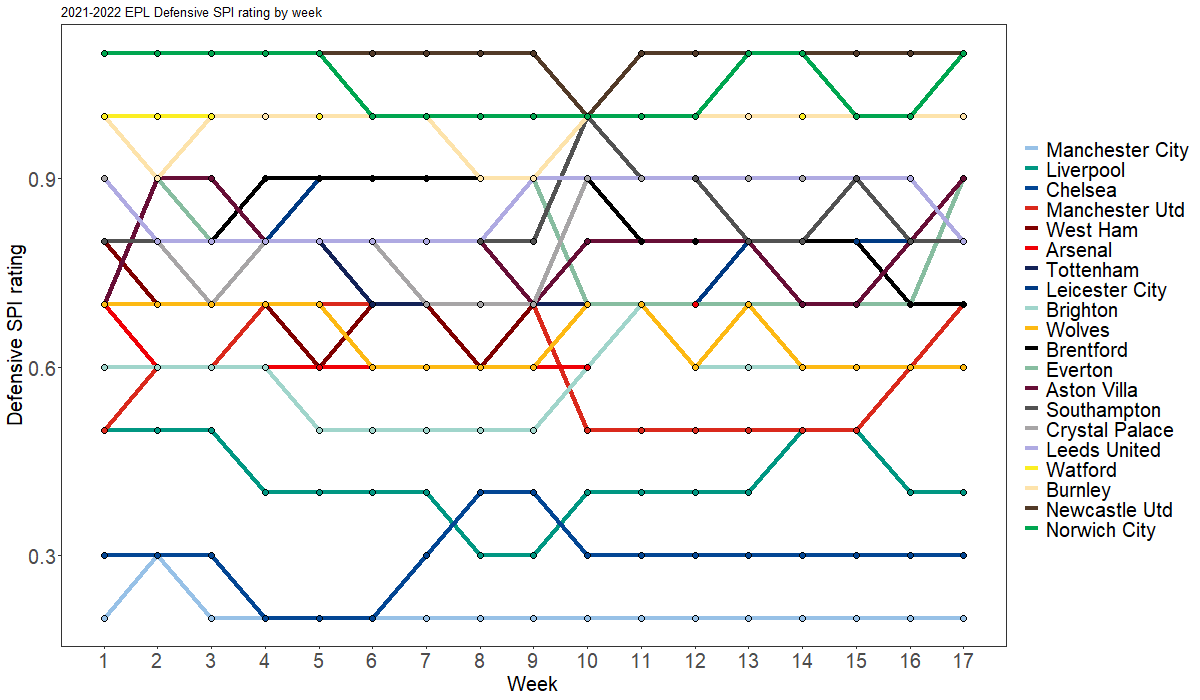 2021-2022 EPL Defensive SPI rating by week
Defensive SPI rating
0.9
0.6
0.3
1 2 3 4 5 6 7 8 9 10 11 12 13 14 15 16 17
Week
Manchester City
Liverpool
Chelsea
Manchester Utd
West Ham
Arsenal
Tottenham
Leicester City
Brighton
Wolves
Brentford
Everton
Aston Villa
Southampton
Crystal Palace
Leeds United
Watford
Burnley
Newcastle Utd
Norwich City